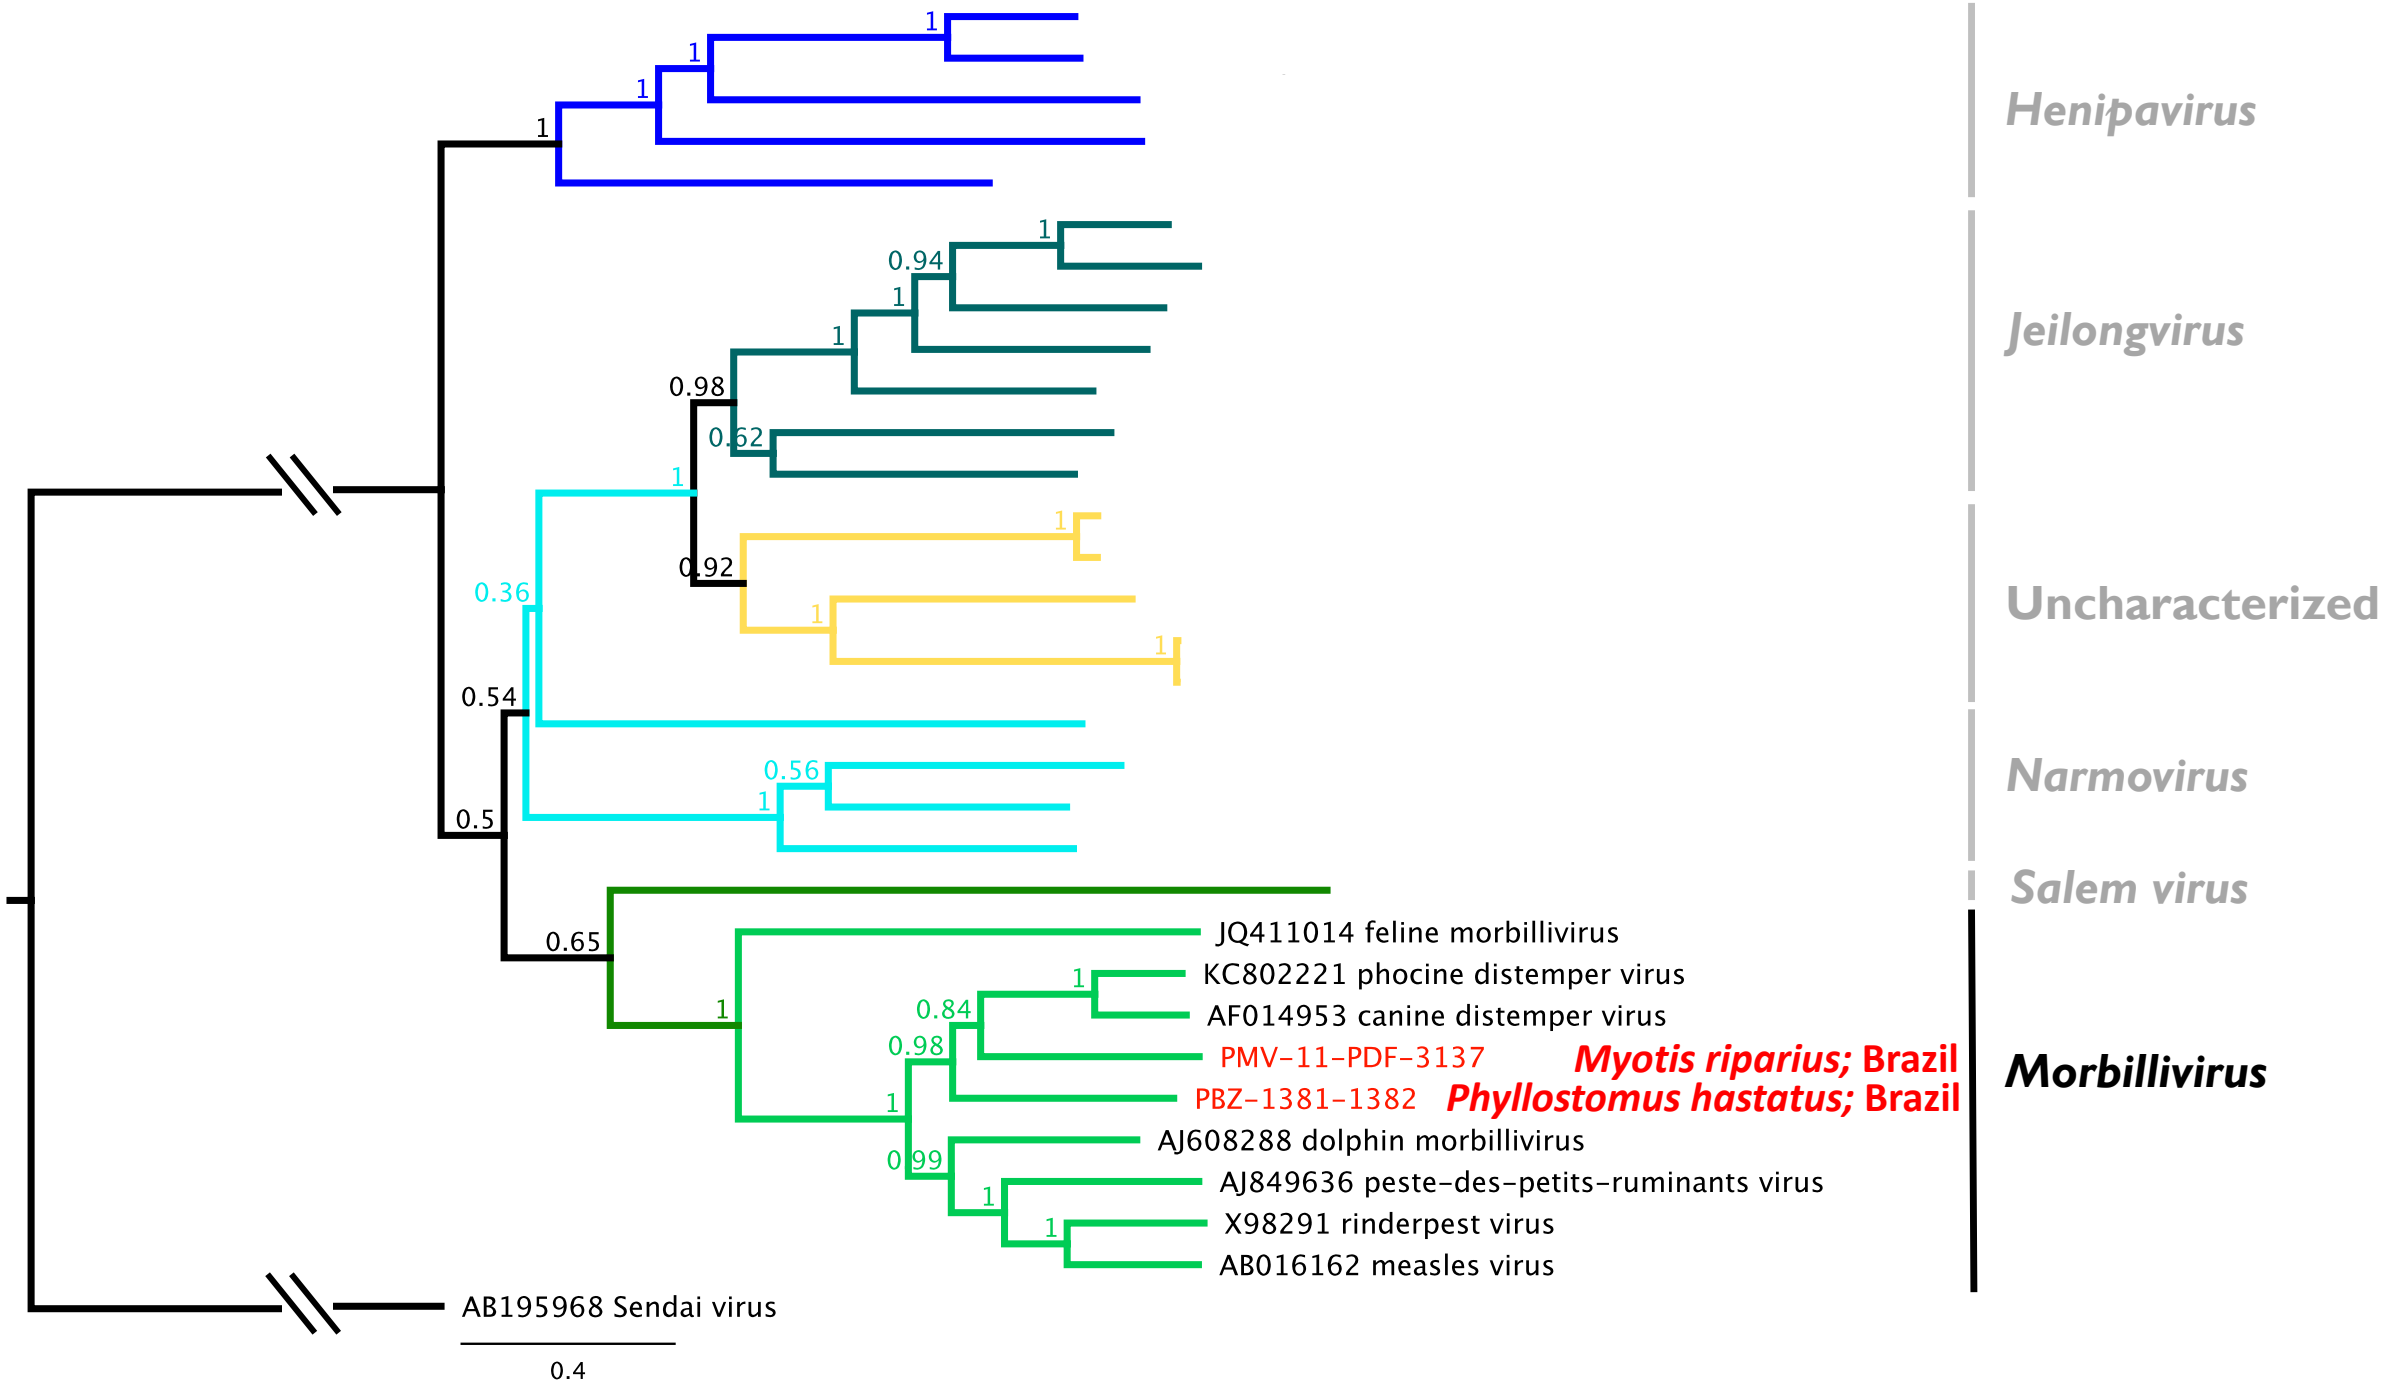 1
1
1
1
Henipavirus
1
0.94
1
1
Jeilongvirus
0.98
0.62
1
1
0.92
0.36
Uncharacterized
1
1
0.54
0.56
Narmovirus
1
0.5
Salem virus
0.65
JQ411014 feline morbillivirus
1
KC802221 phocine distemper virus
1
0.84
AF014953 canine distemper virus
0.98
PMV-11-PDF-3137 Myotis riparius; Brazil
Morbillivirus
1
PBZ-1381-1382 Phyllostomus hastatus; Brazil
AJ608288 dolphin morbillivirus
0.99
AJ849636 peste-des-petits-ruminants virus
1
X98291 rinderpest virus
1
AB016162 measles virus
AB195968 Sendai virus
0.4